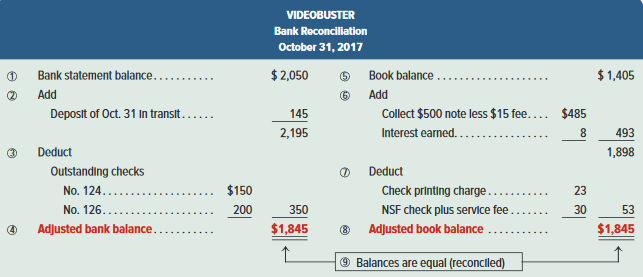 VIDEOBUSTER
Bank Reconciliation
October 31, 2017
① Bank statement balance........... $ 2,050
② Add
Deposit of Oct. 31 in transit...... 145
2,195
③ Deduct
Outstanding checks
No. 124..................... $150
No. 126..................... 200 350
④ Adjusted bank balance........... $1,845
⑤ Book balance .................... $ 1,405
⑥ Add
Collect $500 note less $15 fee.... $485
Interest earned................. 8 493
1,898
⑦ Deduct
Check printing charge........... 23
NSF check plus service fee....... 30 53
⑧ Adjusted book balance ........... $1,845
⑨ Balances are equal (reconciled)